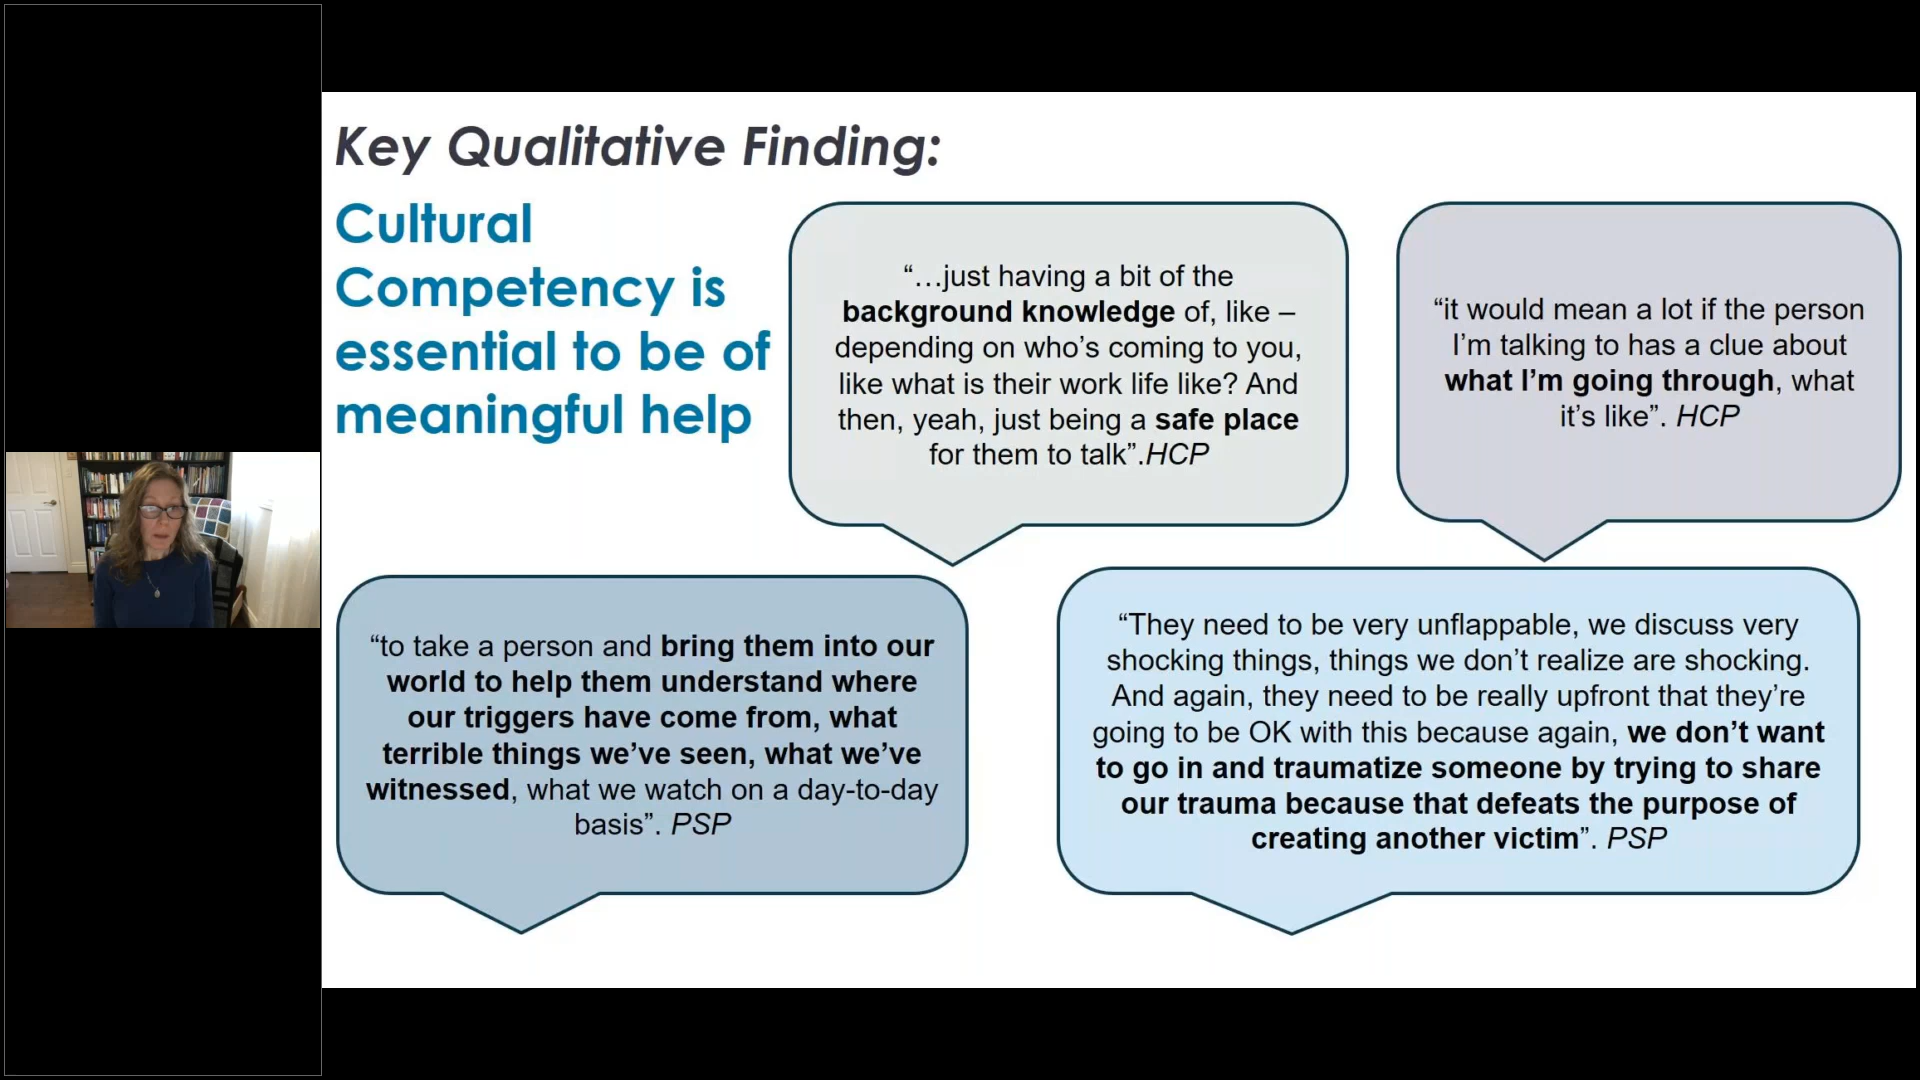 Key Qualitative Finding:
Cultural
Competency is
essential to be of
meaningful help
“…just having a bit of the
background knowledge of, like –
depending on who’s coming to you,
like what is their work life like? And
then, yeah, just being a safe place
for them to talk”.HCP
“it would mean a lot if the person
I’m talking to has a clue about
what I’m going through, what
it’s like”. HCP
“to take a person and bring them into our
world to help them understand where
our triggers have come from, what
terrible things we’ve seen, what we’ve
witnessed, what we watch on a day-to-day
basis”. PSP
“They need to be very unflappable, we discuss very
shocking things, things we don’t realize are shocking.
And again, they need to be really upfront that they’re
going to be OK with this because again, we don’t want
to go in and traumatize someone by trying to share
our trauma because that defeats the purpose of
creating another victim”. PSP